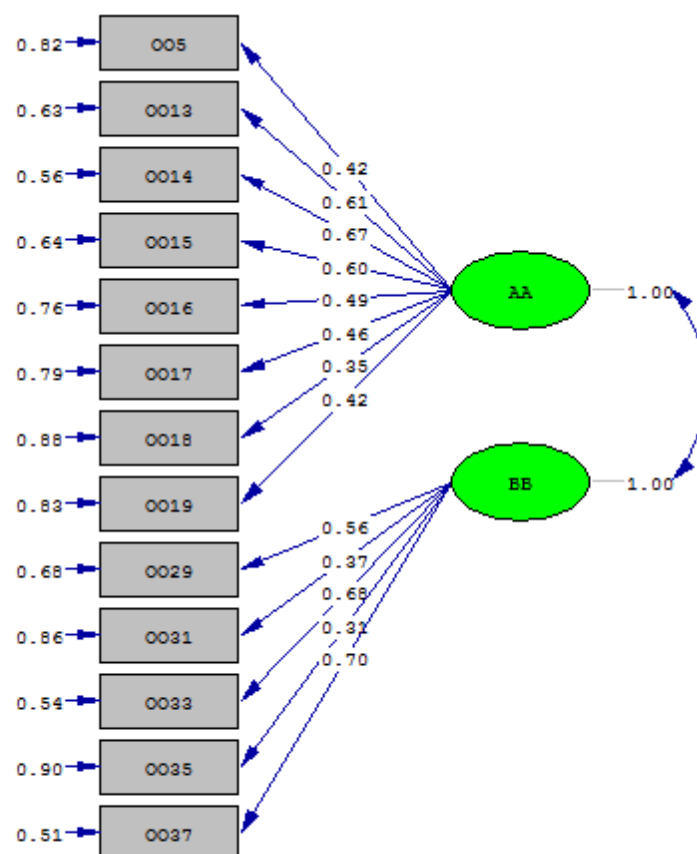 0.82 OO5
0.63 OO13
0.42
0.56 OO14
0.61
0.67
0.64 OO15
0.60
AA 1.00
0.76 OO16
0.49
0.46
0.79 OO17
0.35
0.42
0.88 OO18
BB 1.00
0.83 OO19
0.56
0.68 OO29
0.37
0.68
0.86 OO31
0.31
0.70
0.54 OO33
0.90 OO35
0.51 OO37